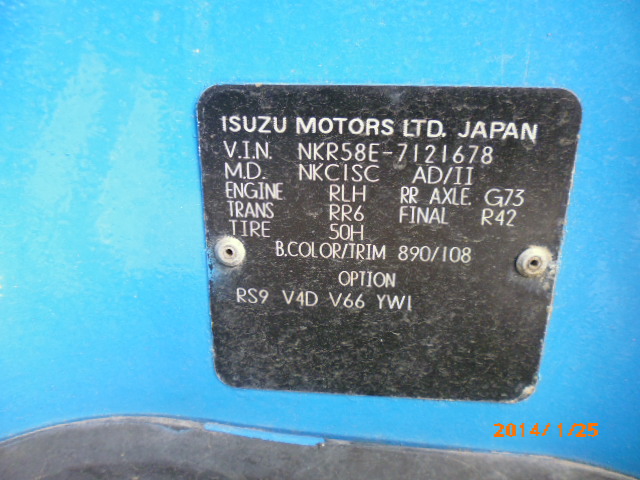 ISUZU MOTORS LTD. JAPAN
V.I.N. NKR58E-7121678
M.D. NKC1SC AD/II
ENGINE RLH RR AXLE. G73
TRANS RR6 FINAL R42
TIRE 50H
B.COLOR/TRIM 890/108
OPTION
RS9 V4D V66 YW1
2014/1/25